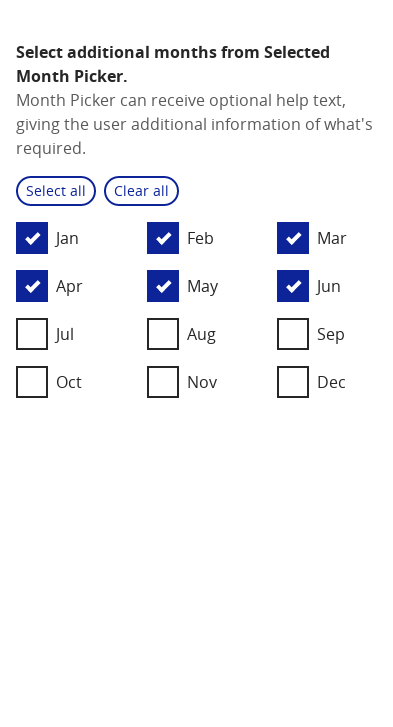 Select additional months from Selected
Month Picker.
Month Picker can receive optional help text,
giving the user additional information of what's
required.
Select all Clear all
Jan Feb Mar
Apr May Jun
Jul Aug Sep
Oct Nov Dec